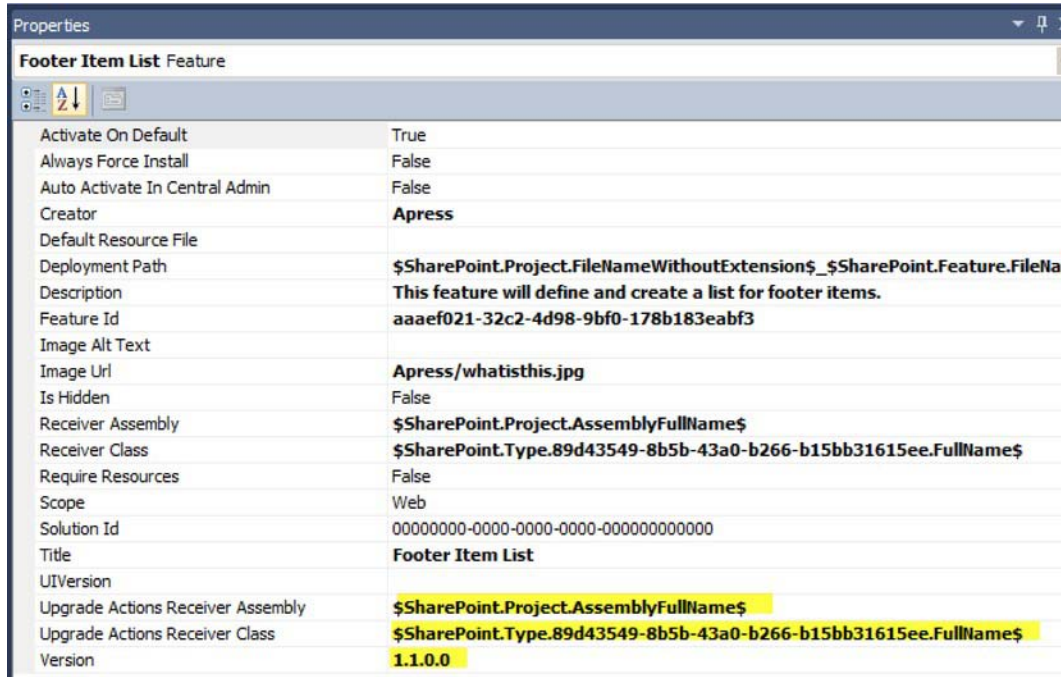 Properties
Footer Item List Feature
Activate On Default True
Always Force Install False
Auto Activate In Central Admin False
Creator Apress
Default Resource File
Deployment Path $SharePoint.Project.FileNameWithoutExtension$_$SharePoint.Feature.FileNa
Description This feature will define and create a list for footer items.
Feature Id aaaef021-32c2-4d98-9bf0-178b183eabf3
Image Alt Text
Image Url Apress/whatisthis.jpg
Is Hidden False
Receiver Assembly $SharePoint.Project.AssemblyFullName$
Receiver Class $SharePoint.Type.89d43549-8b5b-43a0-b266-b15bb31615ee.FullName$
Require Resources False
Scope Web
Solution Id 00000000-0000-0000-0000-000000000000
Title Footer Item List
UIVersion
Upgrade Actions Receiver Assembly $SharePoint.Project.AssemblyFullName$
Upgrade Actions Receiver Class $SharePoint.Type.89d43549-8b5b-43a0-b266-b15bb31615ee.FullName$
Version 1.1.0.0